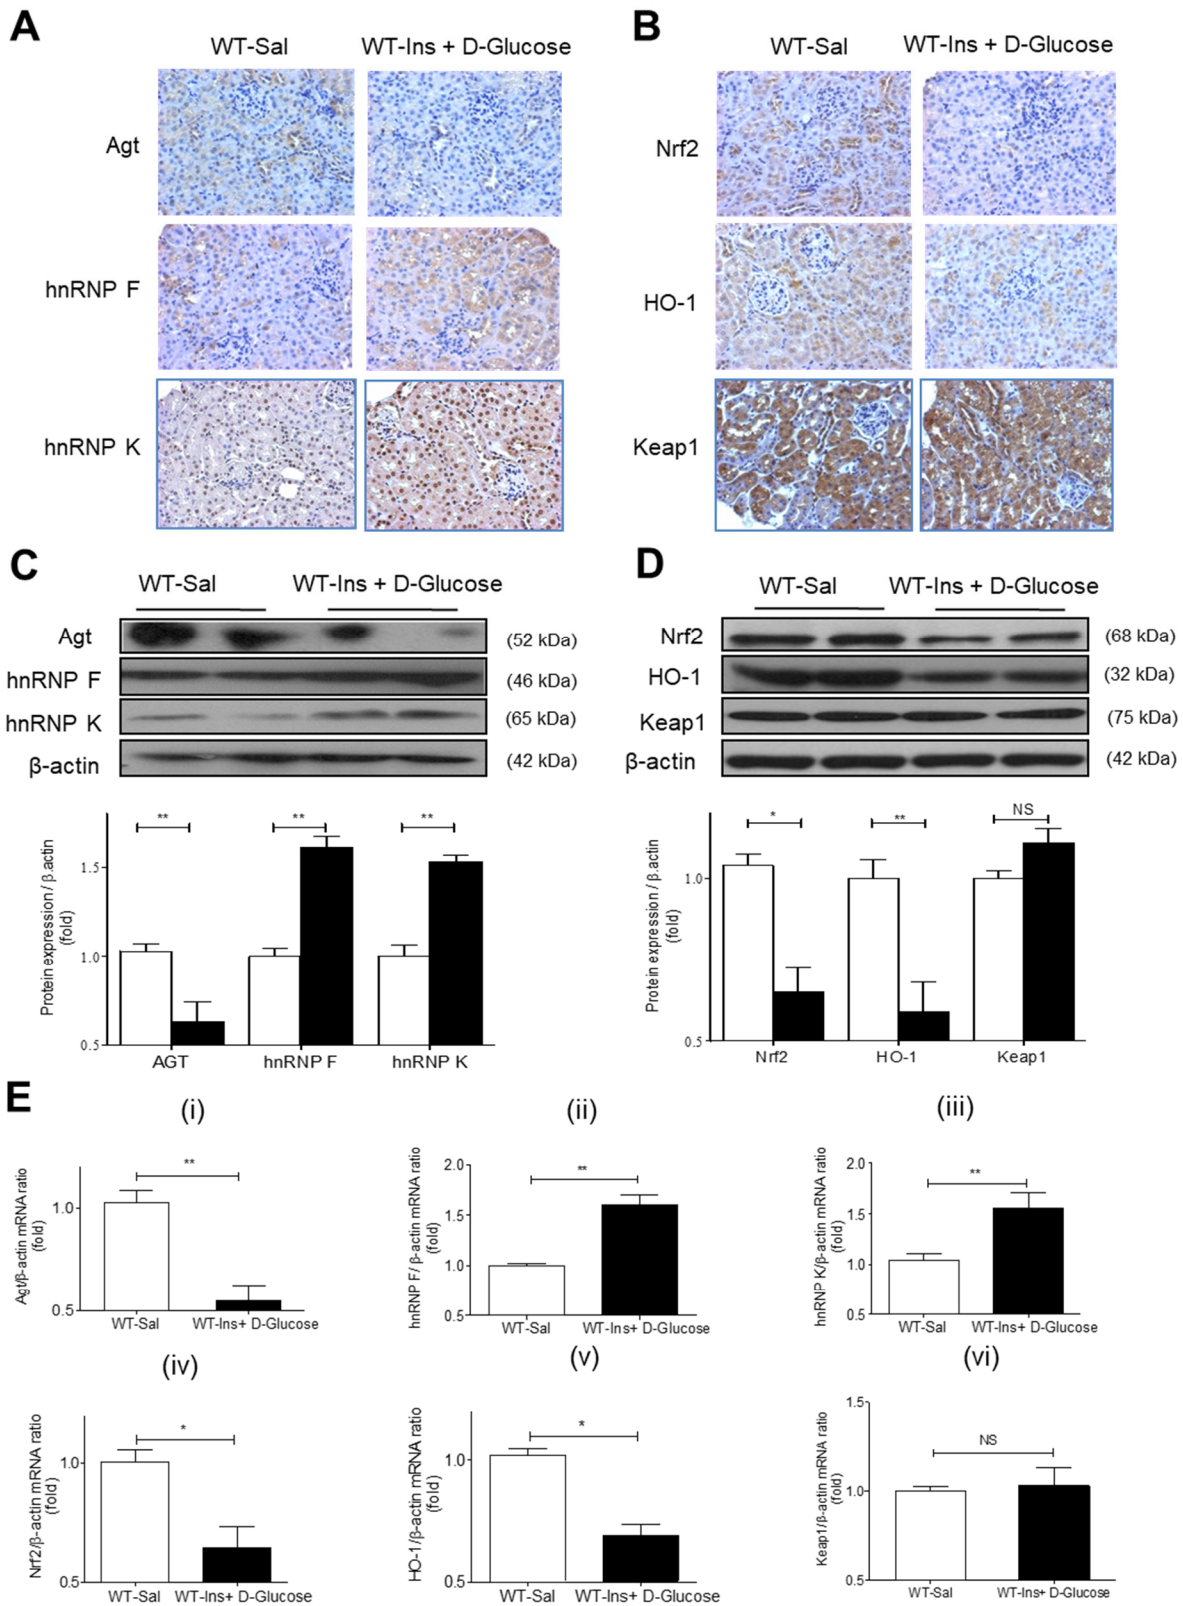 A
WT-Sal WT-Ins + D-Glucose
Agt
hnRNP F
hnRNP K
B
WT-Sal WT-Ins + D-Glucose
Nrf2
HO-1
Keap1
C
WT-Sal WT-Ins + D-Glucose
Agt (52 kDa)
hnRNP F (46 kDa)
hnRNP K (65 kDa)
β-actin (42 kDa)
Protein expression / β.actin
(fold)
** ** **
1.5
1.0
0.5
AGT hnRNP F hnRNP K
D
WT-Sal WT-Ins + D-Glucose
Nrf2 (68 kDa)
HO-1 (32 kDa)
Keap1 (75 kDa)
β-actin (42 kDa)
Protein expression / β.actin
(fold)
* ** NS
1.0
0.5
Nrf2 HO-1 Keap1
E
(i)
Agt/β-actin mRNA ratio
(fold)
**
1.0
0.5
WT-Sal WT-Ins+ D-Glucose
(ii)
hnRNP F/ β-actin mRNA ratio
(fold)
**
2.0
1.5
1.0
0.5
WT-Sal WT-Ins+ D-Glucose
(iii)
hnRNP K/β-actin mRNA ratio
(fold)
**
2.0
1.5
1.0
0.5
WT-Sal WT-Ins+ D-Glucose
(iv)
Nrf2/β-actin mRNA ratio
(fold)
*
1.0
0.5
WT-Sal WT-Ins+ D-Glucose
(v)
HO-1/β-actin mRNA ratio
(fold)
*
1.0
0.5
WT-Sal WT-Ins+ D-Glucose
(vi)
Keap1/β-actin mRNA ratio
(fold)
NS
1.5
1.0
0.5
WT-Sal WT-Ins+ D-Glucose